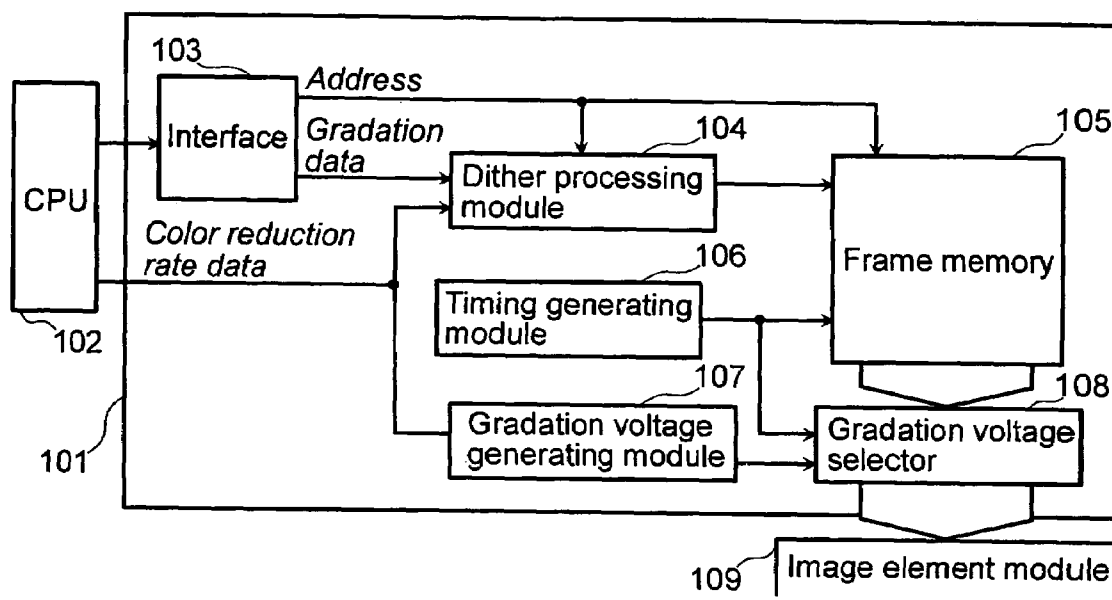 103
Address
Interface
Gradation
data
104
105
CPU
Dither processing
module
Color reduction
rate data
106
Frame memory
Timing generating
module
102
107
108
Gradation voltage
generating module
Gradation voltage
selector
101
109
Image element module